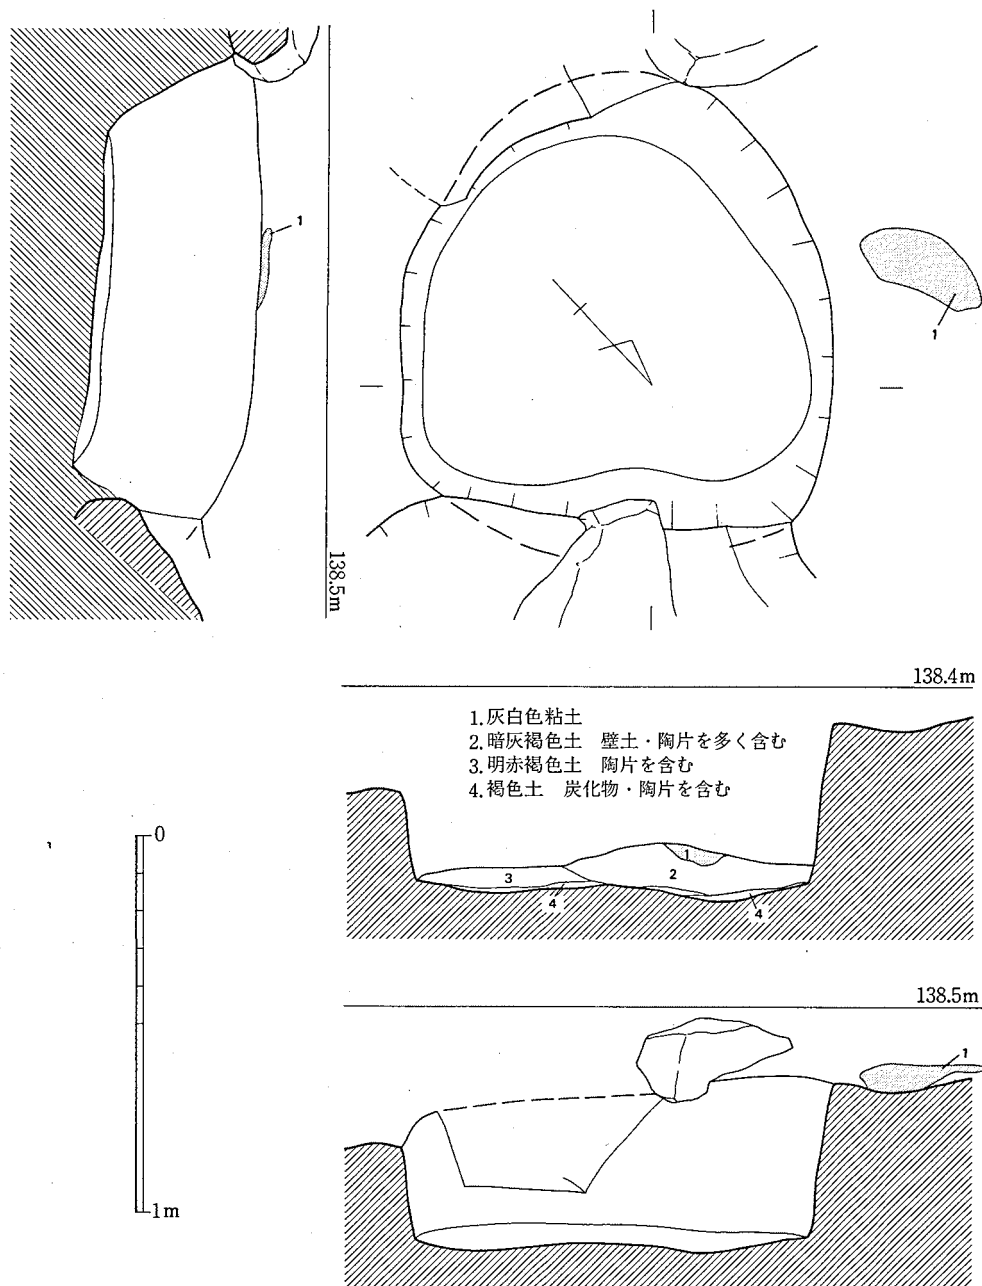 1
1
138.5m
138.4m
1.灰白色粘土
2.暗灰褐色土　壁土・陶片を多く含む
3.明赤褐色土　陶片を含む
4.褐色土　炭化物・陶片を含む
0
1
3
2
4
4
138.5m
1
1m